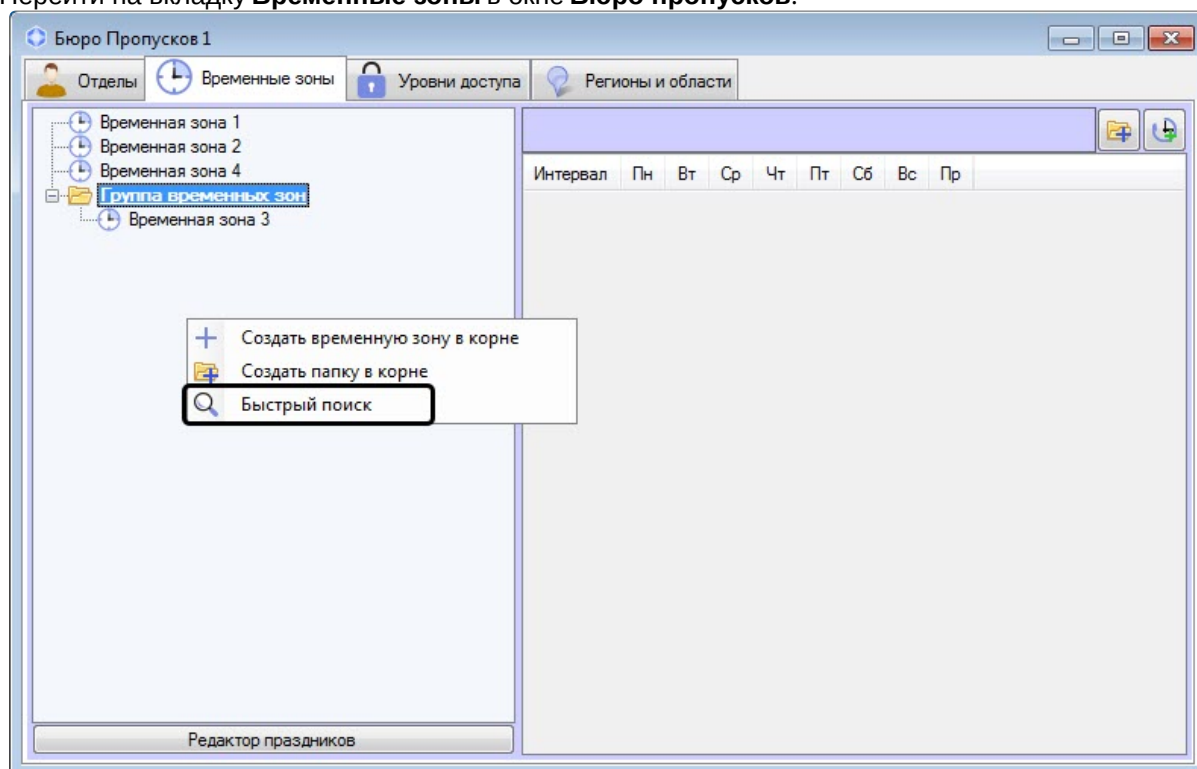 Перейти на вкладку Временные зоны в окне Бюро пропусков.
Бюро Пропусков 1
Отделы Временные зоны Уровни доступа Регионы и области
Временная зона 1
Временная зона 2
Временная зона 4
Группа временных зон
Временная зона 3
Интервал Пн Вт Ср Чт Пт Сб Вс Пр
Создать временную зону в корне
Создать папку в корне
Быстрый поиск
Редактор праздников